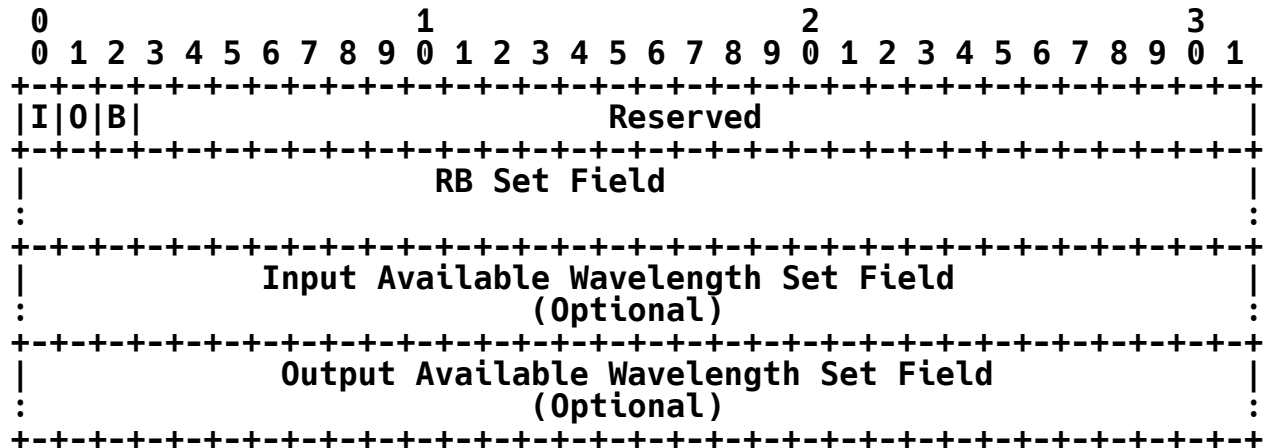 0                   1                   2                   3
 0 1 2 3 4 5 6 7 8 9 0 1 2 3 4 5 6 7 8 9 0 1 2 3 4 5 6 7 8 9 0 1
+-+-+-+-+-+-+-+-+-+-+-+-+-+-+-+-+-+-+-+-+-+-+-+-+-+-+-+-+-+-+-+-+
|I|O|B|                        Reserved                         |
+-+-+-+-+-+-+-+-+-+-+-+-+-+-+-+-+-+-+-+-+-+-+-+-+-+-+-+-+-+-+-+-+
|                     RB Set Field                              |
:                                                               :
+-+-+-+-+-+-+-+-+-+-+-+-+-+-+-+-+-+-+-+-+-+-+-+-+-+-+-+-+-+-+-+-+
|            Input Available Wavelength Set Field               |
:                          (Optional)                           :
+-+-+-+-+-+-+-+-+-+-+-+-+-+-+-+-+-+-+-+-+-+-+-+-+-+-+-+-+-+-+-+-+
|             Output Available Wavelength Set Field             |
:                          (Optional)                           :
+-+-+-+-+-+-+-+-+-+-+-+-+-+-+-+-+-+-+-+-+-+-+-+-+-+-+-+-+-+-+-+-+